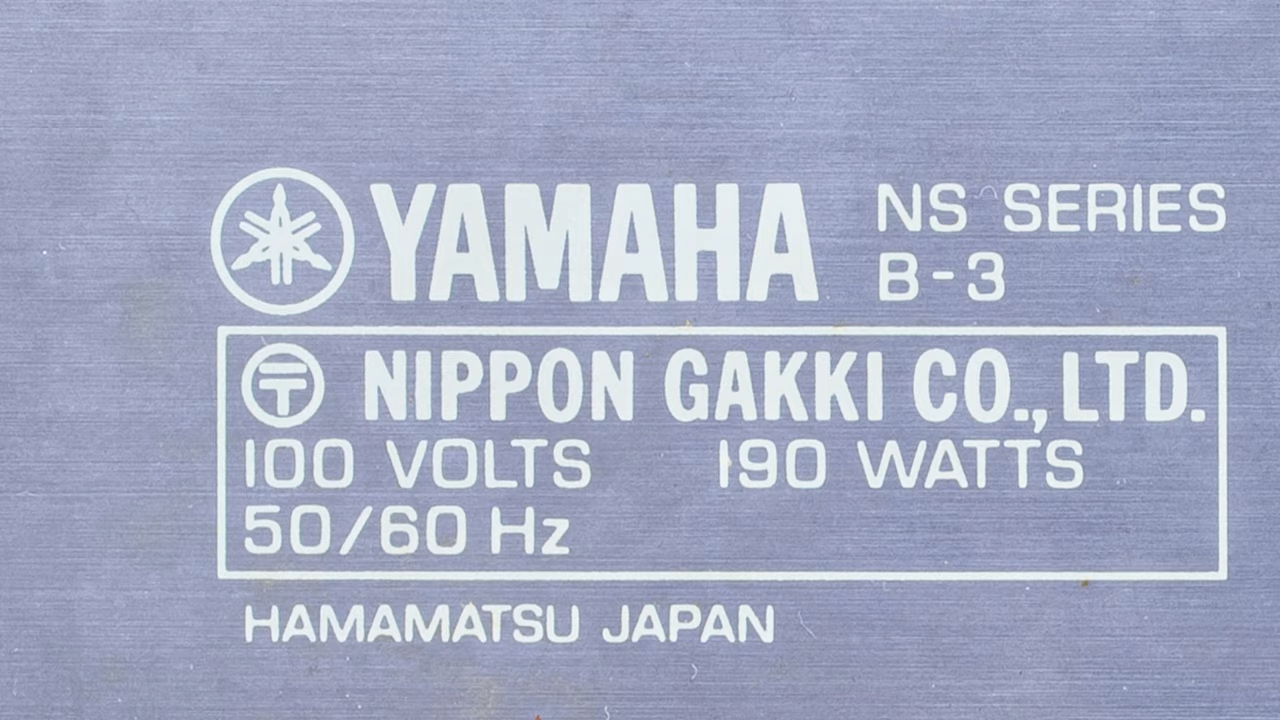 YAMAHA NS SERIES
B-3
〒 NIPPON GAKKI CO., LTD.
100 VOLTS 190 WATTS
50/60 Hz
HAMAMATSU JAPAN